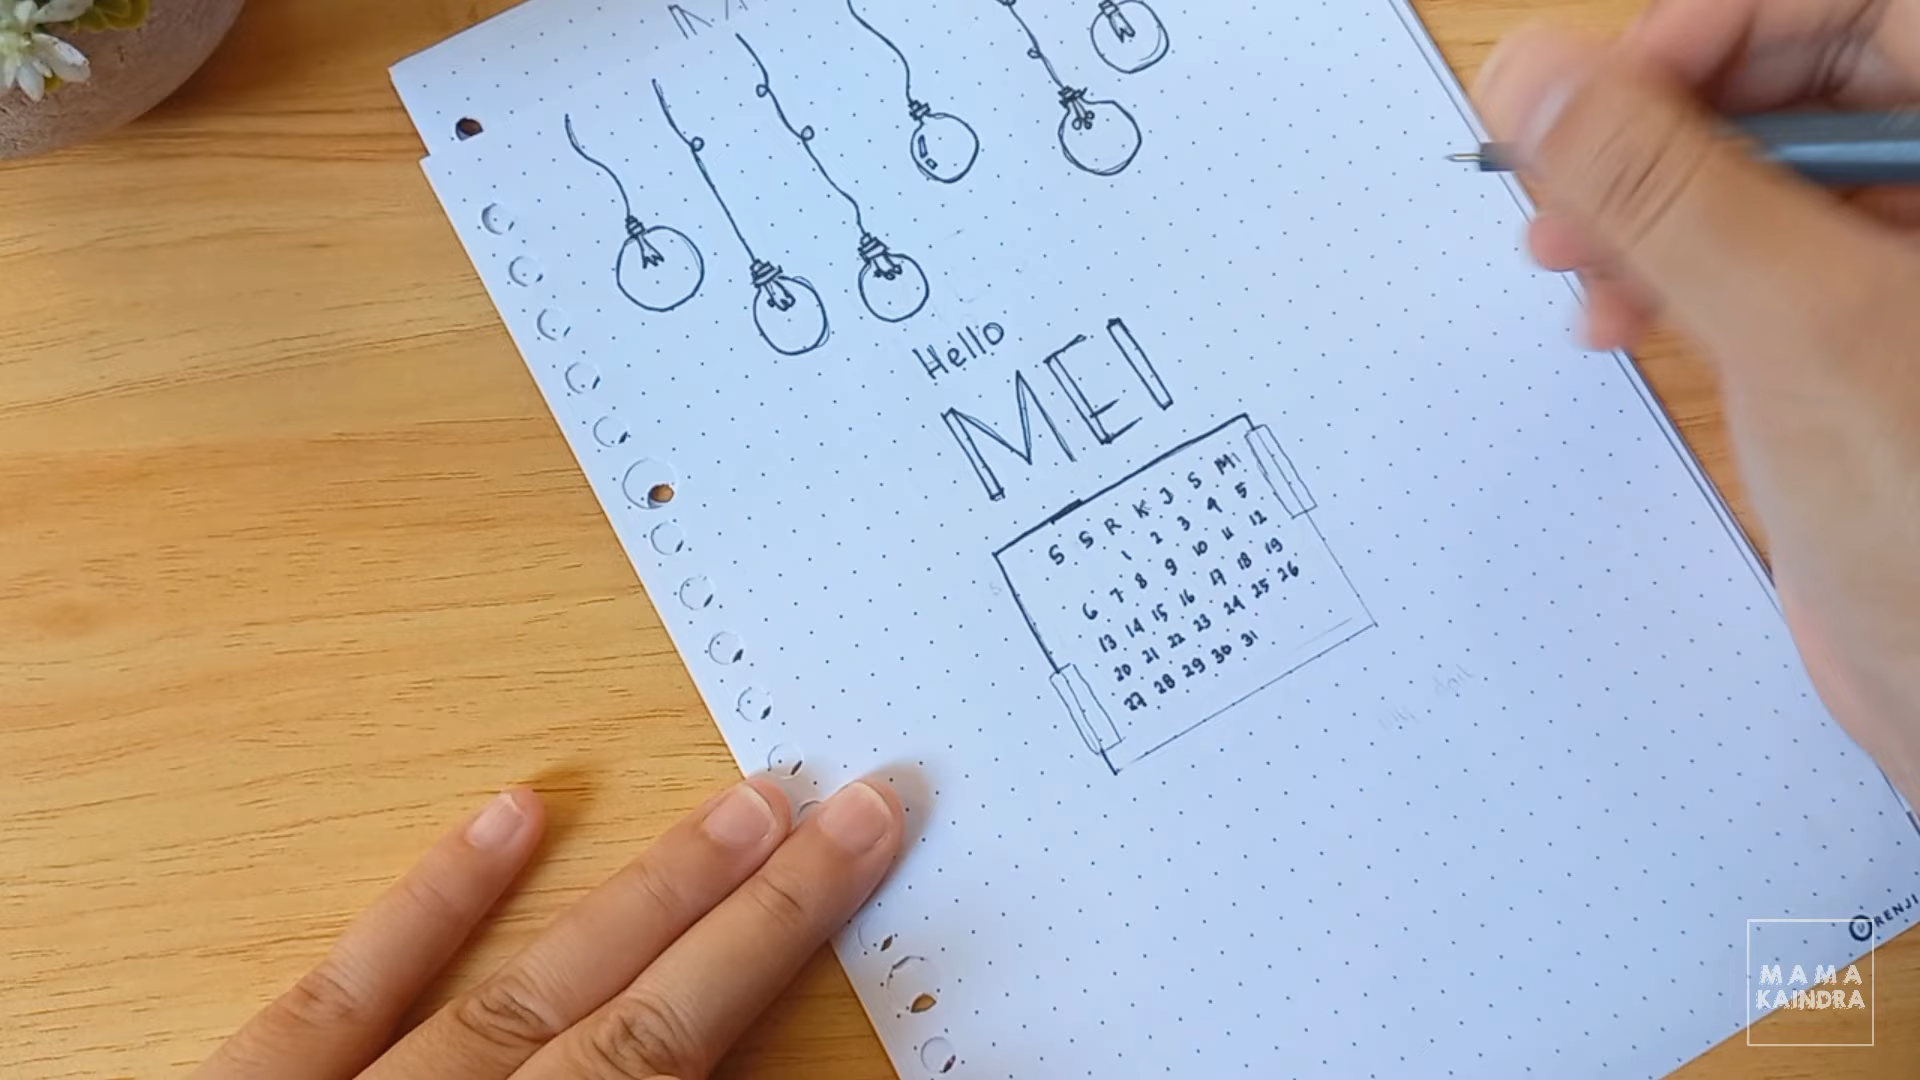 Hello
MEI
S S R K J S M
1 2 3 4 5
6 7 8 9 10 11 12
13 14 15 16 17 18 19
20 21 22 23 24 25 26
27 28 29 30 31
RENJI
MAMA
KAINDRA